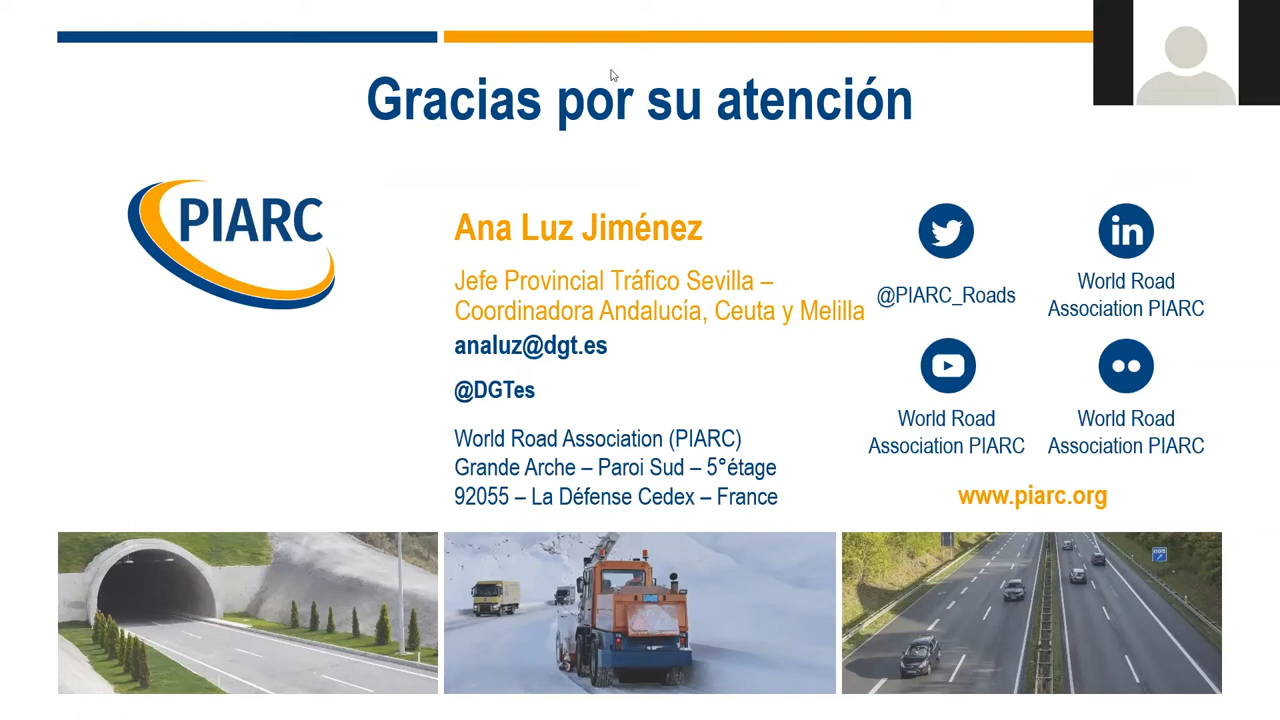 Gracias por su atención
PIARC
Ana Luz Jiménez
Jefe Provincial Tráfico Sevilla –
Coordinadora Andalucía, Ceuta y Melilla
analuz@dgt.es
@DGTes
World Road Association (PIARC)
Grande Arche – Paroi Sud – 5°étage
92055 – La Défense Cedex – France
@PIARC_Roads
in
World Road
Association PIARC
World Road
Association PIARC
World Road
Association PIARC
www.piarc.org